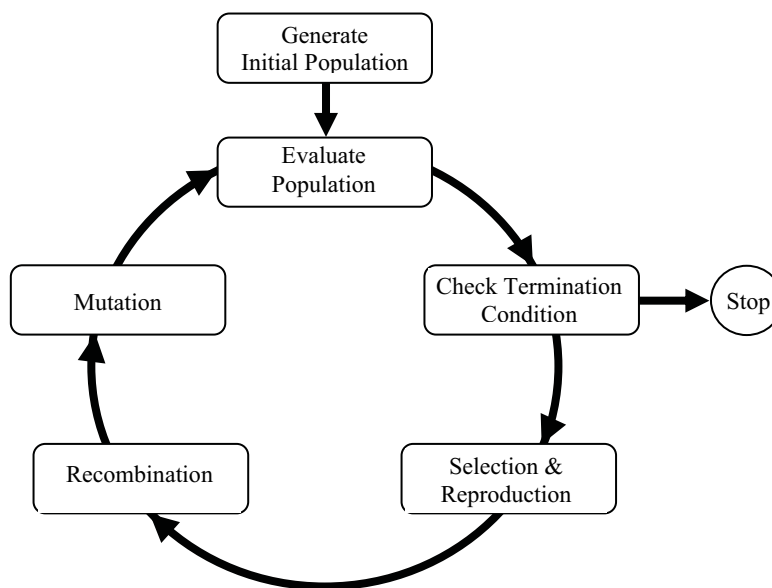 Generate
Initial Population
Evaluate
Population
Check Termination
Condition
Stop
Selection &
Reproduction
Recombination
Mutation